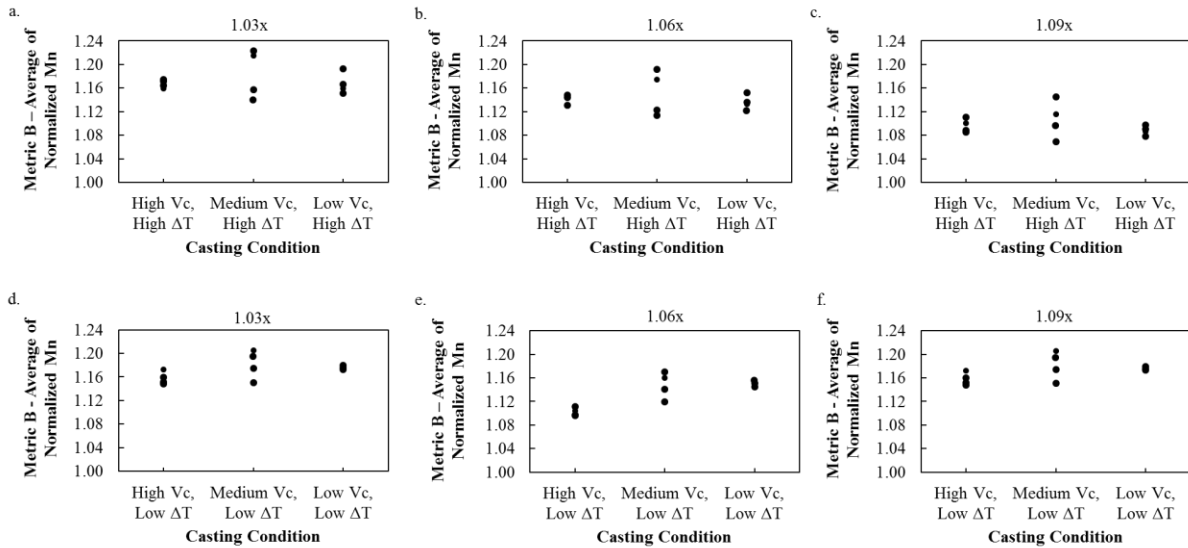 a.
1.03x
Metric B – Average of
Normalized Mn
1.24
1.20
1.16
1.12
1.08
1.04
1.00
High Vc, Medium Vc, Low Vc,
High ΔT High ΔT High ΔT
Casting Condition
b.
1.06x
Metric B - Average of
Normalized Mn
1.24
1.20
1.16
1.12
1.08
1.04
1.00
High Vc, Medium Vc, Low Vc,
High ΔT High ΔT High ΔT
Casting Condition
c.
1.09x
Metric B - Average of
Normalized Mn
1.24
1.20
1.16
1.12
1.08
1.04
1.00
High Vc, Medium Vc, Low Vc,
High ΔT High ΔT High ΔT
Casting Condition
d.
1.03x
Metric B - Average of
Normalized Mn
1.24
1.20
1.16
1.12
1.08
1.04
1.00
High Vc, Medium Vc, Low Vc,
Low ΔT Low ΔT Low ΔT
Casting Condition
e.
1.06x
Metric B – Average of
Normalized Mn
1.24
1.20
1.16
1.12
1.08
1.04
1.00
High Vc, Medium Vc, Low Vc,
Low ΔT Low ΔT Low ΔT
Casting Condition
f.
1.09x
Metric B - Average of
Normalized Mn
1.24
1.20
1.16
1.12
1.08
1.04
1.00
High Vc, Medium Vc, Low Vc,
Low ΔT Low ΔT Low ΔT
Casting Condition